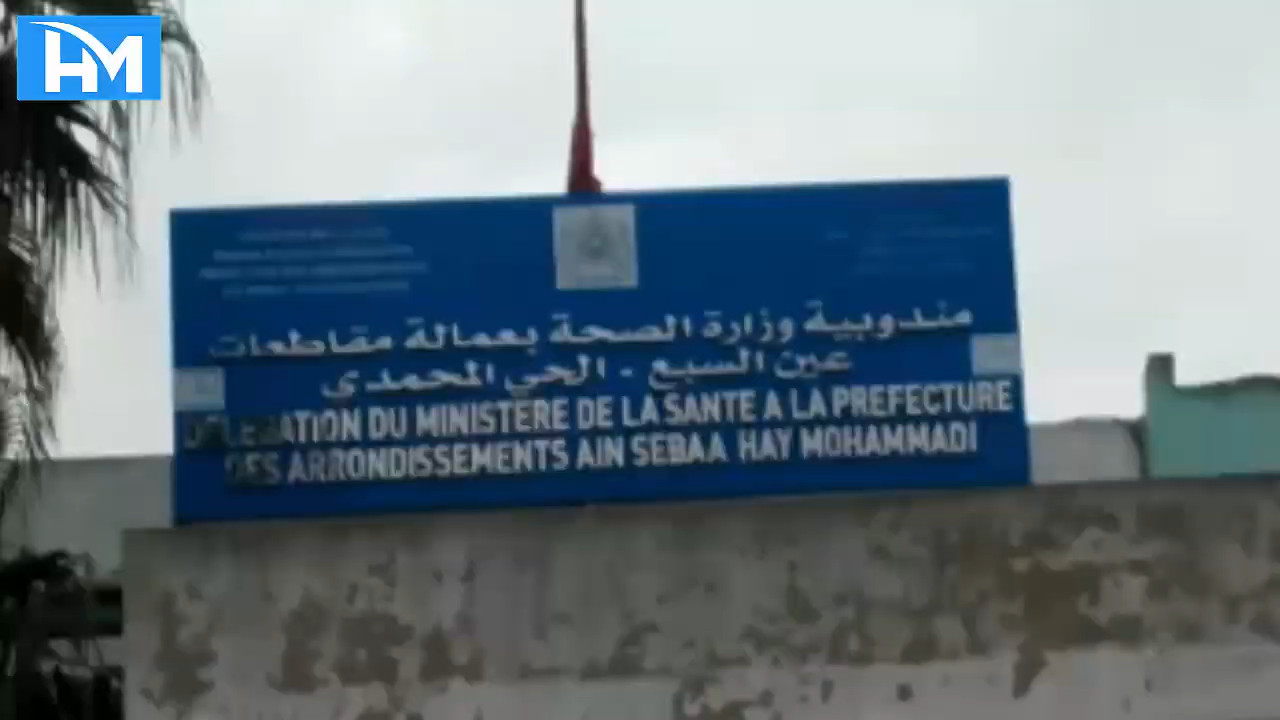 HM
مندوبية وزارة الصحة بعمالة مقاطعات
عين السبع - الحي المحمدي
DELEGATION DU MINISTERE DE LA SANTE A LA PREFECTURE
DES ARRONDISSEMENTS AIN SEBAA HAY MOHAMMADI